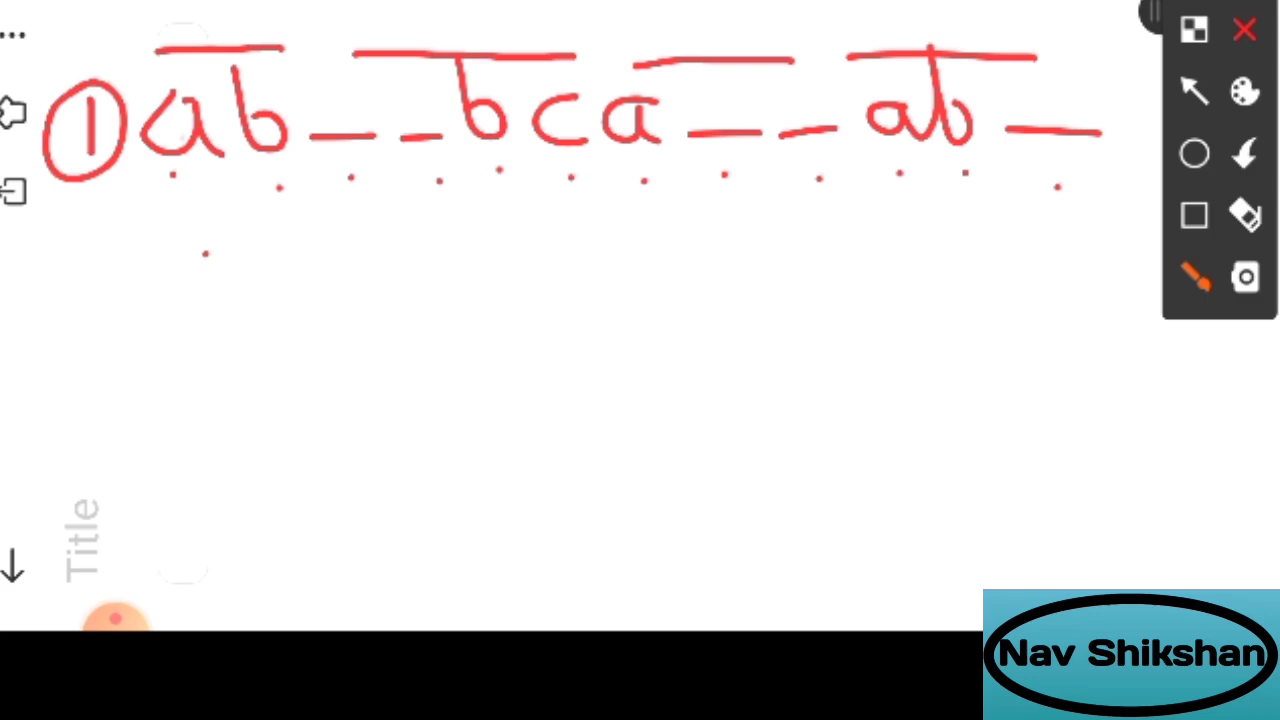 ① ab _ _ bca _ _ ab _
Title
Nav Shikshan